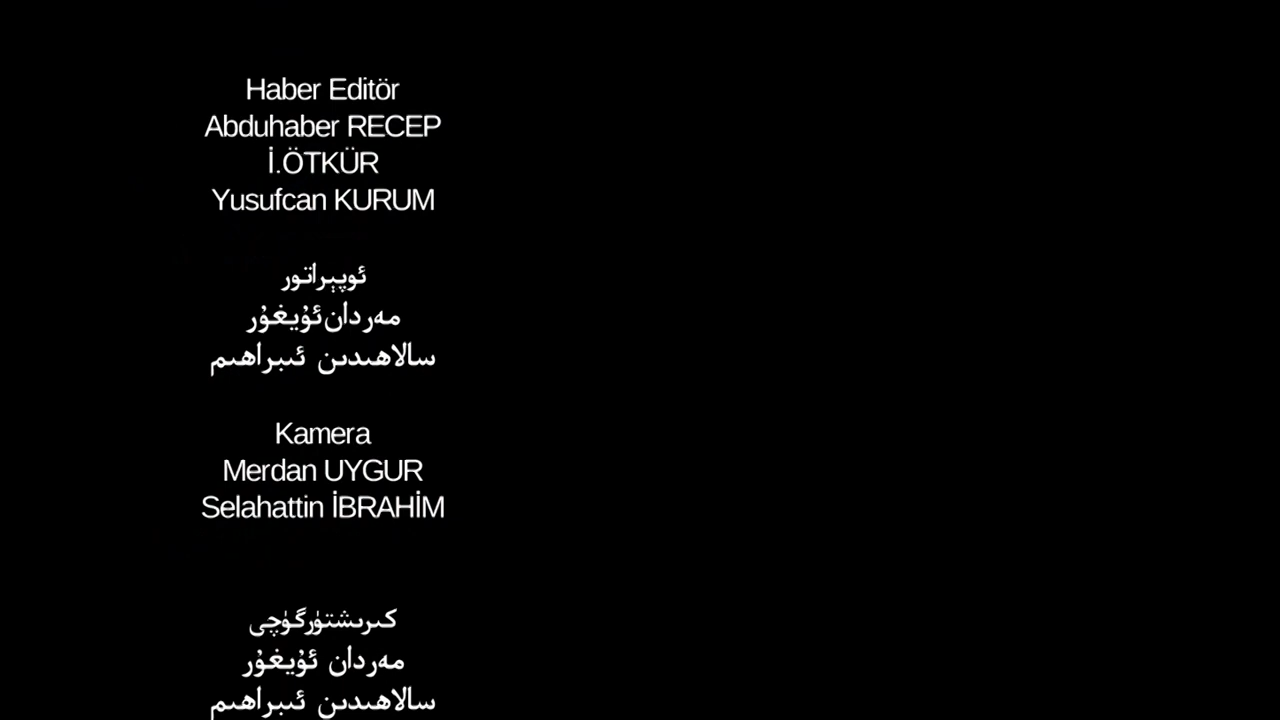 Haber Editör
Abduhaber RECEP
İ.ÖTKÜR
Yusufcan KURUM
ئوپېراتور
مەردان ئۇيغۇر
سالاھىدىن ئىبراھىم
Kamera
Merdan UYGUR
Selahattin İBRAHİM
كىرىشتۈرگۈچى
مەردان ئۇيغۇر
سالاھىدىن ئىبراھىم